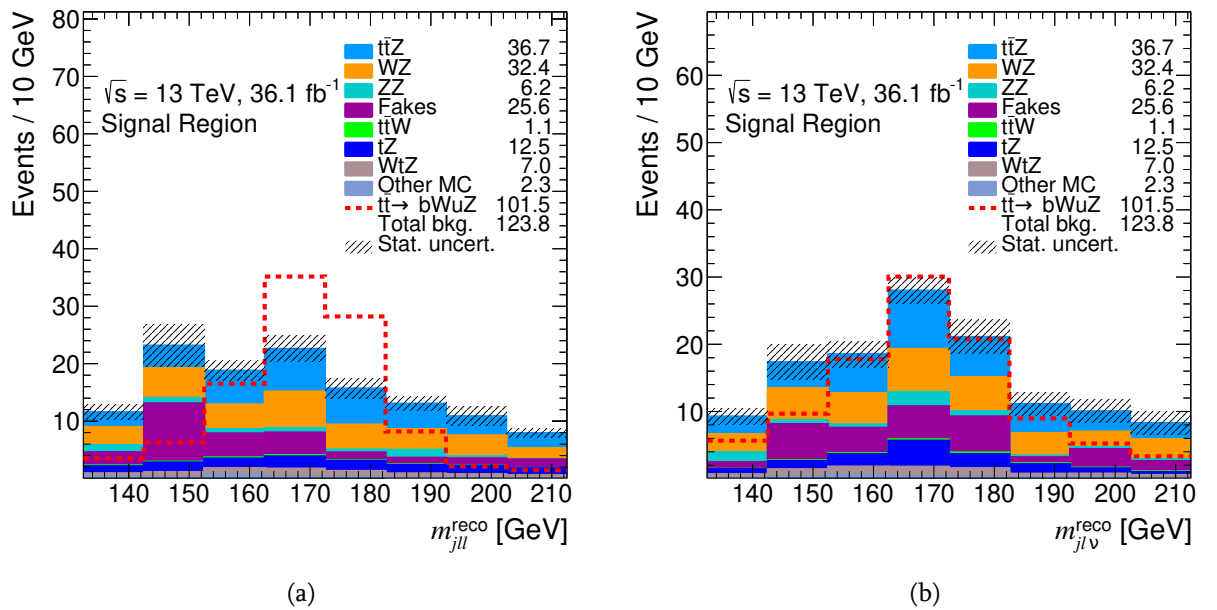 Events / 10 GeV
80
70
60
50
40
30
20
10
√s = 13 TeV, 36.1 fb⁻¹
Signal Region
tt̄Z 36.7
WZ 32.4
ZZ 6.2
Fakes 25.6
tt̄W 1.1
tZ 12.5
WtZ 7.0
Other MC 2.3
tt̄→ bWuZ 101.5
Total bkg. 123.8
Stat. uncert.
140 150 160 170 180 190 200 210
m_{jll}^{reco} [GeV]
(a)
Events / 10 GeV
60
50
40
30
20
10
√s = 13 TeV, 36.1 fb⁻¹
Signal Region
tt̄Z 36.7
WZ 32.4
ZZ 6.2
Fakes 25.6
tt̄W 1.1
tZ 12.5
WtZ 7.0
Other MC 2.3
tt̄→ bWuZ 101.5
Total bkg. 123.8
Stat. uncert.
140 150 160 170 180 190 200 210
m_{jlν}^{reco} [GeV]
(b)